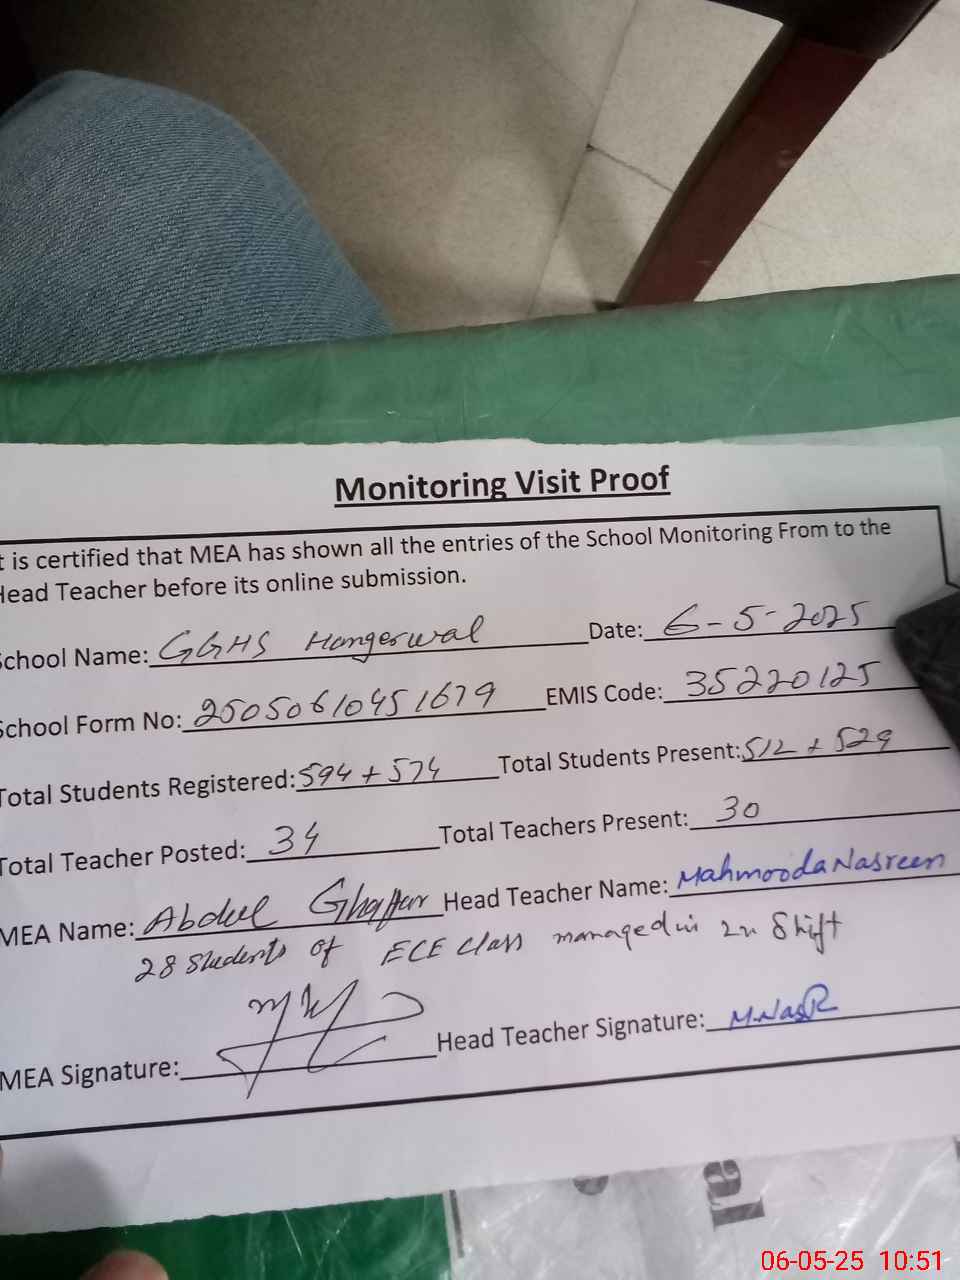 Monitoring Visit Proof
t is certified that MEA has shown all the entries of the School Monitoring From to the
Head Teacher before its online submission.
School Name: GGHS Hangerwal Date: 6-5-2025
School Form No: 25050610451679 EMIS Code: 35220125
Total Students Registered: 594 + 574 Total Students Present: 512 + 529
Total Teacher Posted: 34 Total Teachers Present: 30
MEA Name: Abdul Ghaffar Head Teacher Name: Mahmooda Nasreen
28 Students of ECE Class managed in 2n Shift
MEA Signature: Head Teacher Signature: M.NasR
al
06-05-25 10:51